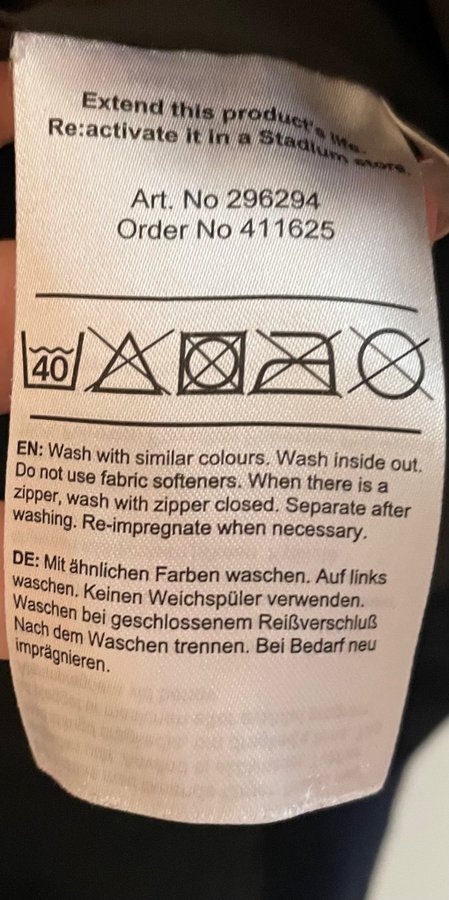 Extend this product's life.
Re:activate it in a Stadium store.
Art. No 296294
Order No 411625
40
EN: Wash with similar colours. Wash inside out.
Do not use fabric softeners. When there is a
zipper, wash with zipper closed. Separate after
washing. Re-impregnate when necessary.
DE: Mit ähnlichen Farben waschen. Auf links
waschen. Keinen Weichspüler verwenden.
Waschen bei geschlossenem Reißverschluß
Nach dem Waschen trennen. Bei Bedarf neu
imprägnieren.